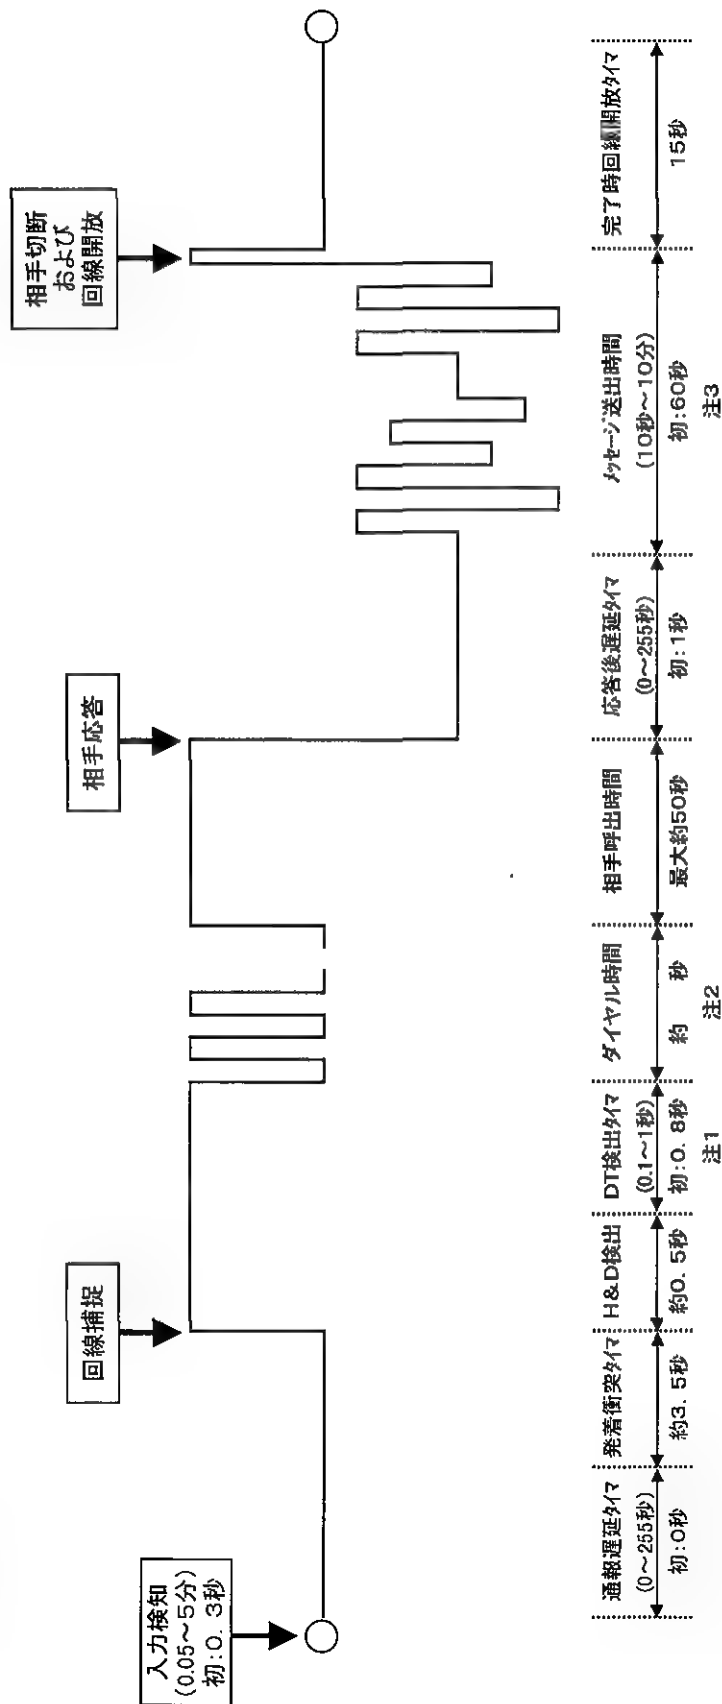 入力検知
(0.05～5分)
初:0.3秒
回線捕捉
相手応答
相手切断
および
回線開放
通報遅延タイマ
(0～255秒)
初:0秒
発着衝突タイマ
約3.5秒
H&D検出
約0.5秒
DT検出タイマ
(0.1～1秒)
初:0.8秒
注1
ダイヤル時間
約 秒
注2
相手呼出時間
最大約50秒
応答後遅延タイマ
(0～255秒)
初:1秒
メッセージ送出時間
(10秒～10分)
初:60秒
注3
完了時回線開放タイマ
15秒